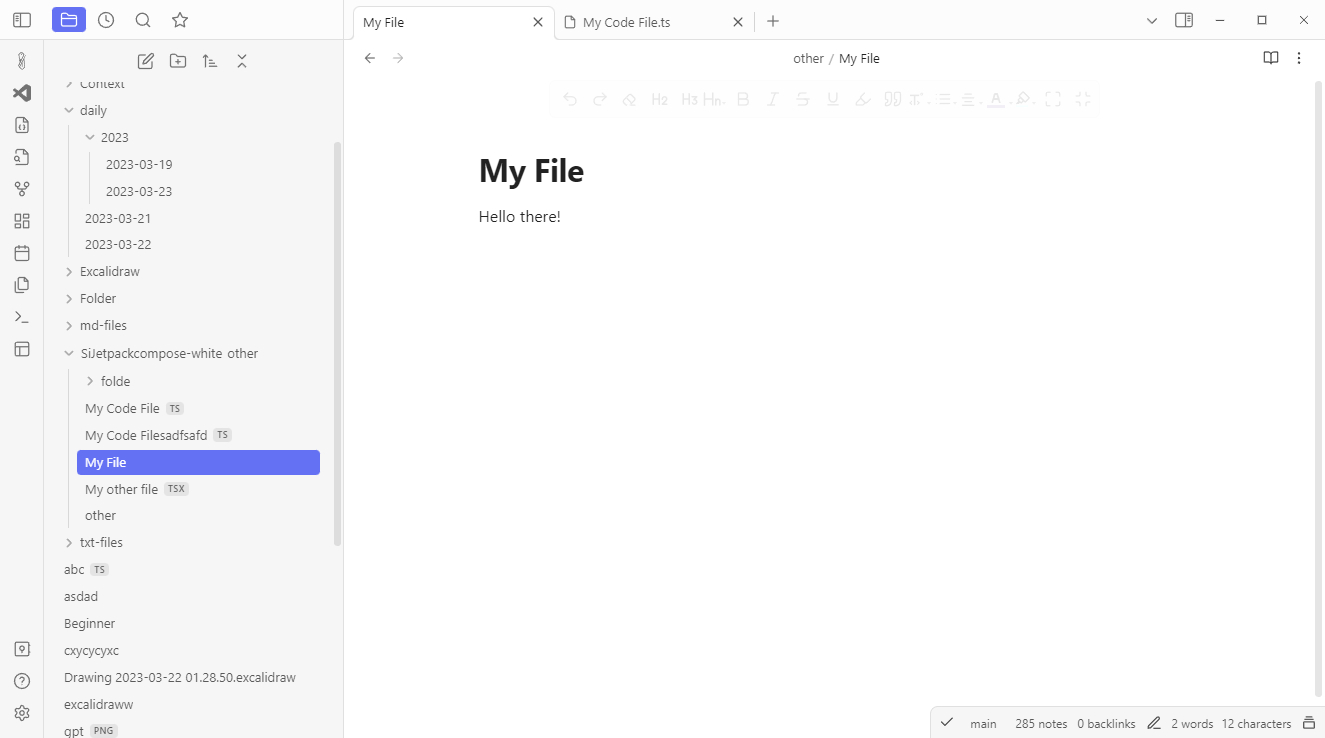 My File
My Code File.ts
other / My File
Context
daily
2023
2023-03-19
2023-03-23
2023-03-21
2023-03-22
Excalidraw
Folder
md-files
SiJetpackcompose-white other
folde
My Code File TS
My Code Filesadfsafd TS
My File
My other file TSX
other
txt-files
abc TS
asdad
Beginner
cxycycyxc
Drawing 2023-03-22 01.28.50.excalidraw
excalidraww
gpt PNG
H2 H3 Hn B I S U A
My File
Hello there!
main 285 notes 0 backlinks 2 words 12 characters